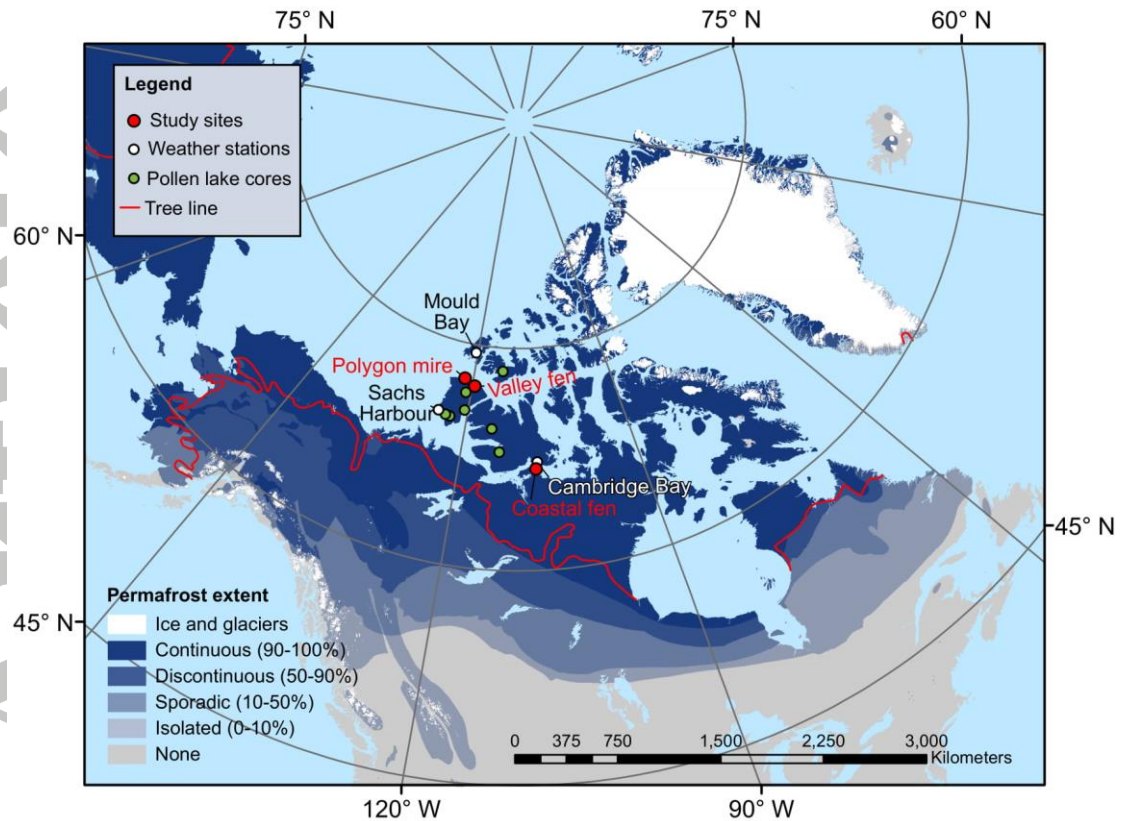 75° N
75° N
60° N
Legend
Study sites
Weather stations
Pollen lake cores
Tree line
60° N
Mould
Bay
Polygon mire
Valley fen
Sachs
Harbour
Cambridge Bay
Coastal fen
45° N
Permafrost extent
45° N
Ice and glaciers
Continuous (90-100%)
Discontinuous (50-90%)
Sporadic (10-50%)
Isolated (0-10%)
None
0 375 750 1,500 2,250 3,000
Kilometers
120° W
90° W